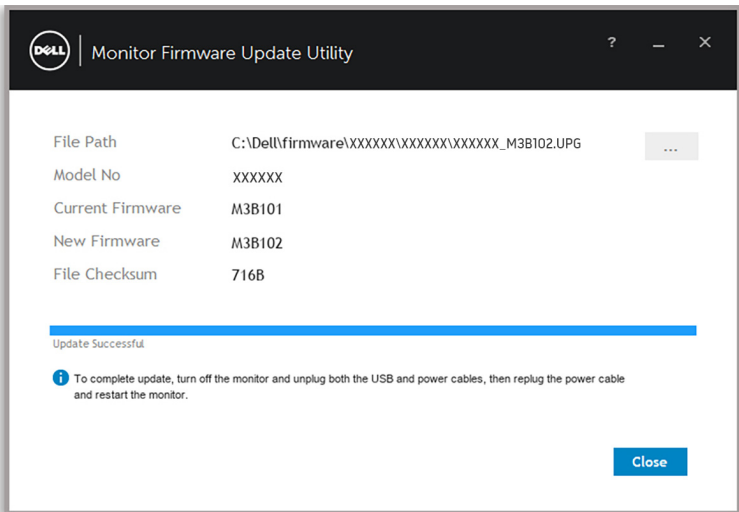 DELL Monitor Firmware Update Utility ? – ×
File Path C:\Dell\firmware\XXXXXX\XXXXXX\XXXXXX_M3B102.UPG ...
Model No XXXXXX
Current Firmware M3B101
New Firmware M3B102
File Checksum 716B
Update Successful
i To complete update, turn off the monitor and unplug both the USB and power cables, then replug the power cable
and restart the monitor.
Close